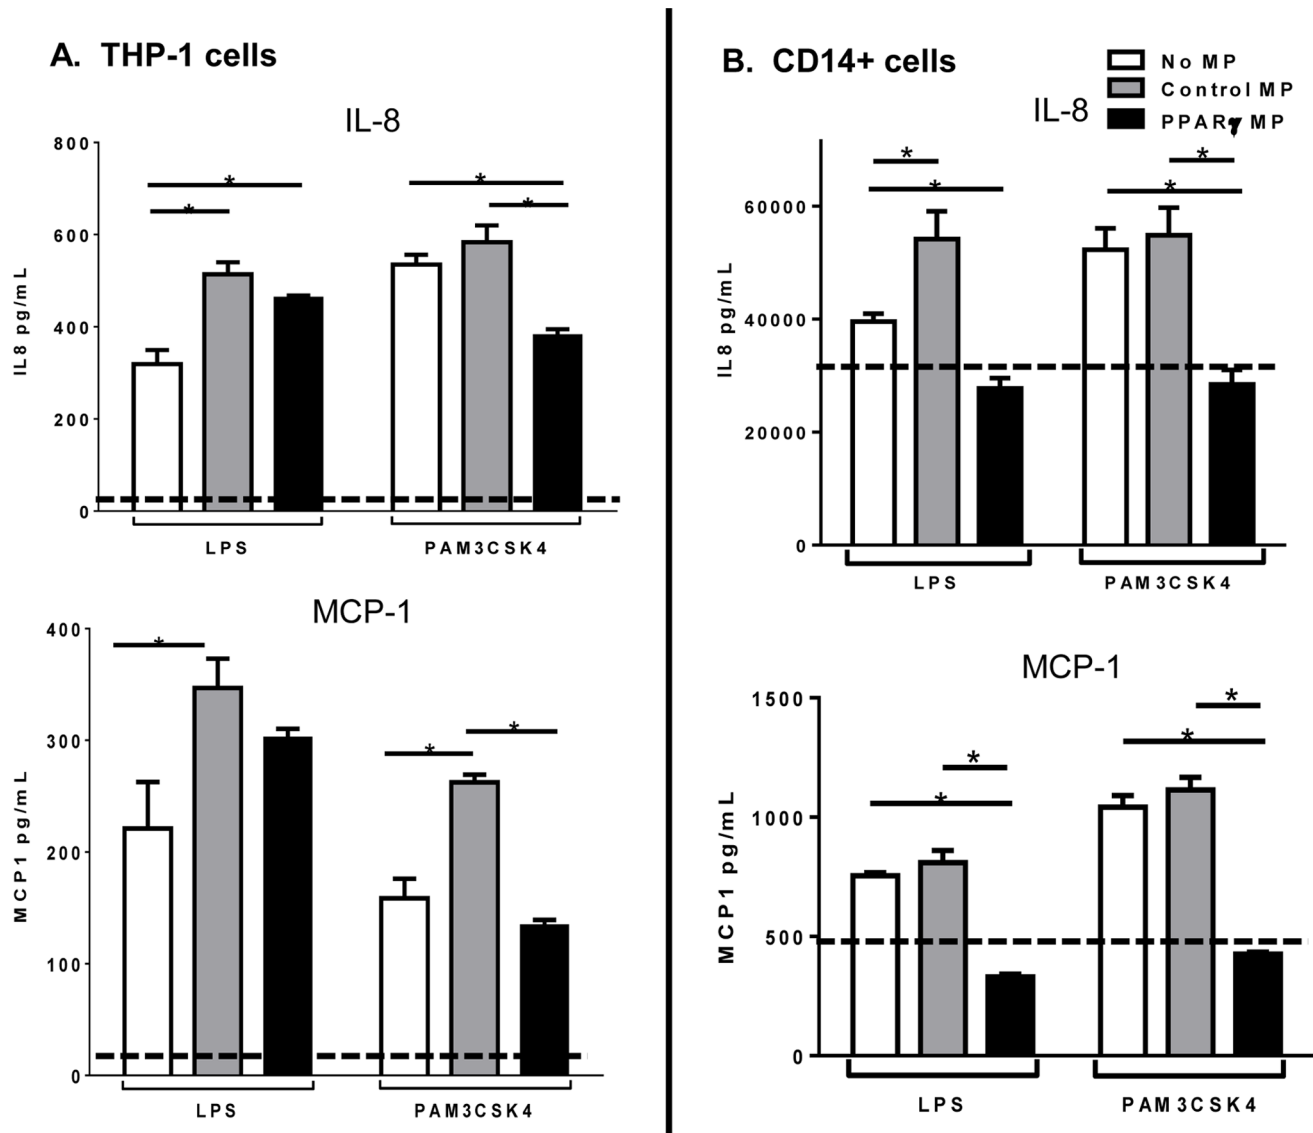 A. THP-1 cells
IL-8
800
600
400
200
0
IL8 pg/mL
* * * *
LPS PAM3CSK4
MCP-1
400
300
200
100
0
MCP1 pg/mL
* * *
LPS PAM3CSK4
B. CD14+ cells
No MP
Control MP
PPARγ MP
IL-8
60000
40000
20000
0
IL8 pg/mL
* * * *
LPS PAM3CSK4
MCP-1
1500
1000
500
0
MCP1 pg/mL
* * * *
LPS PAM3CSK4